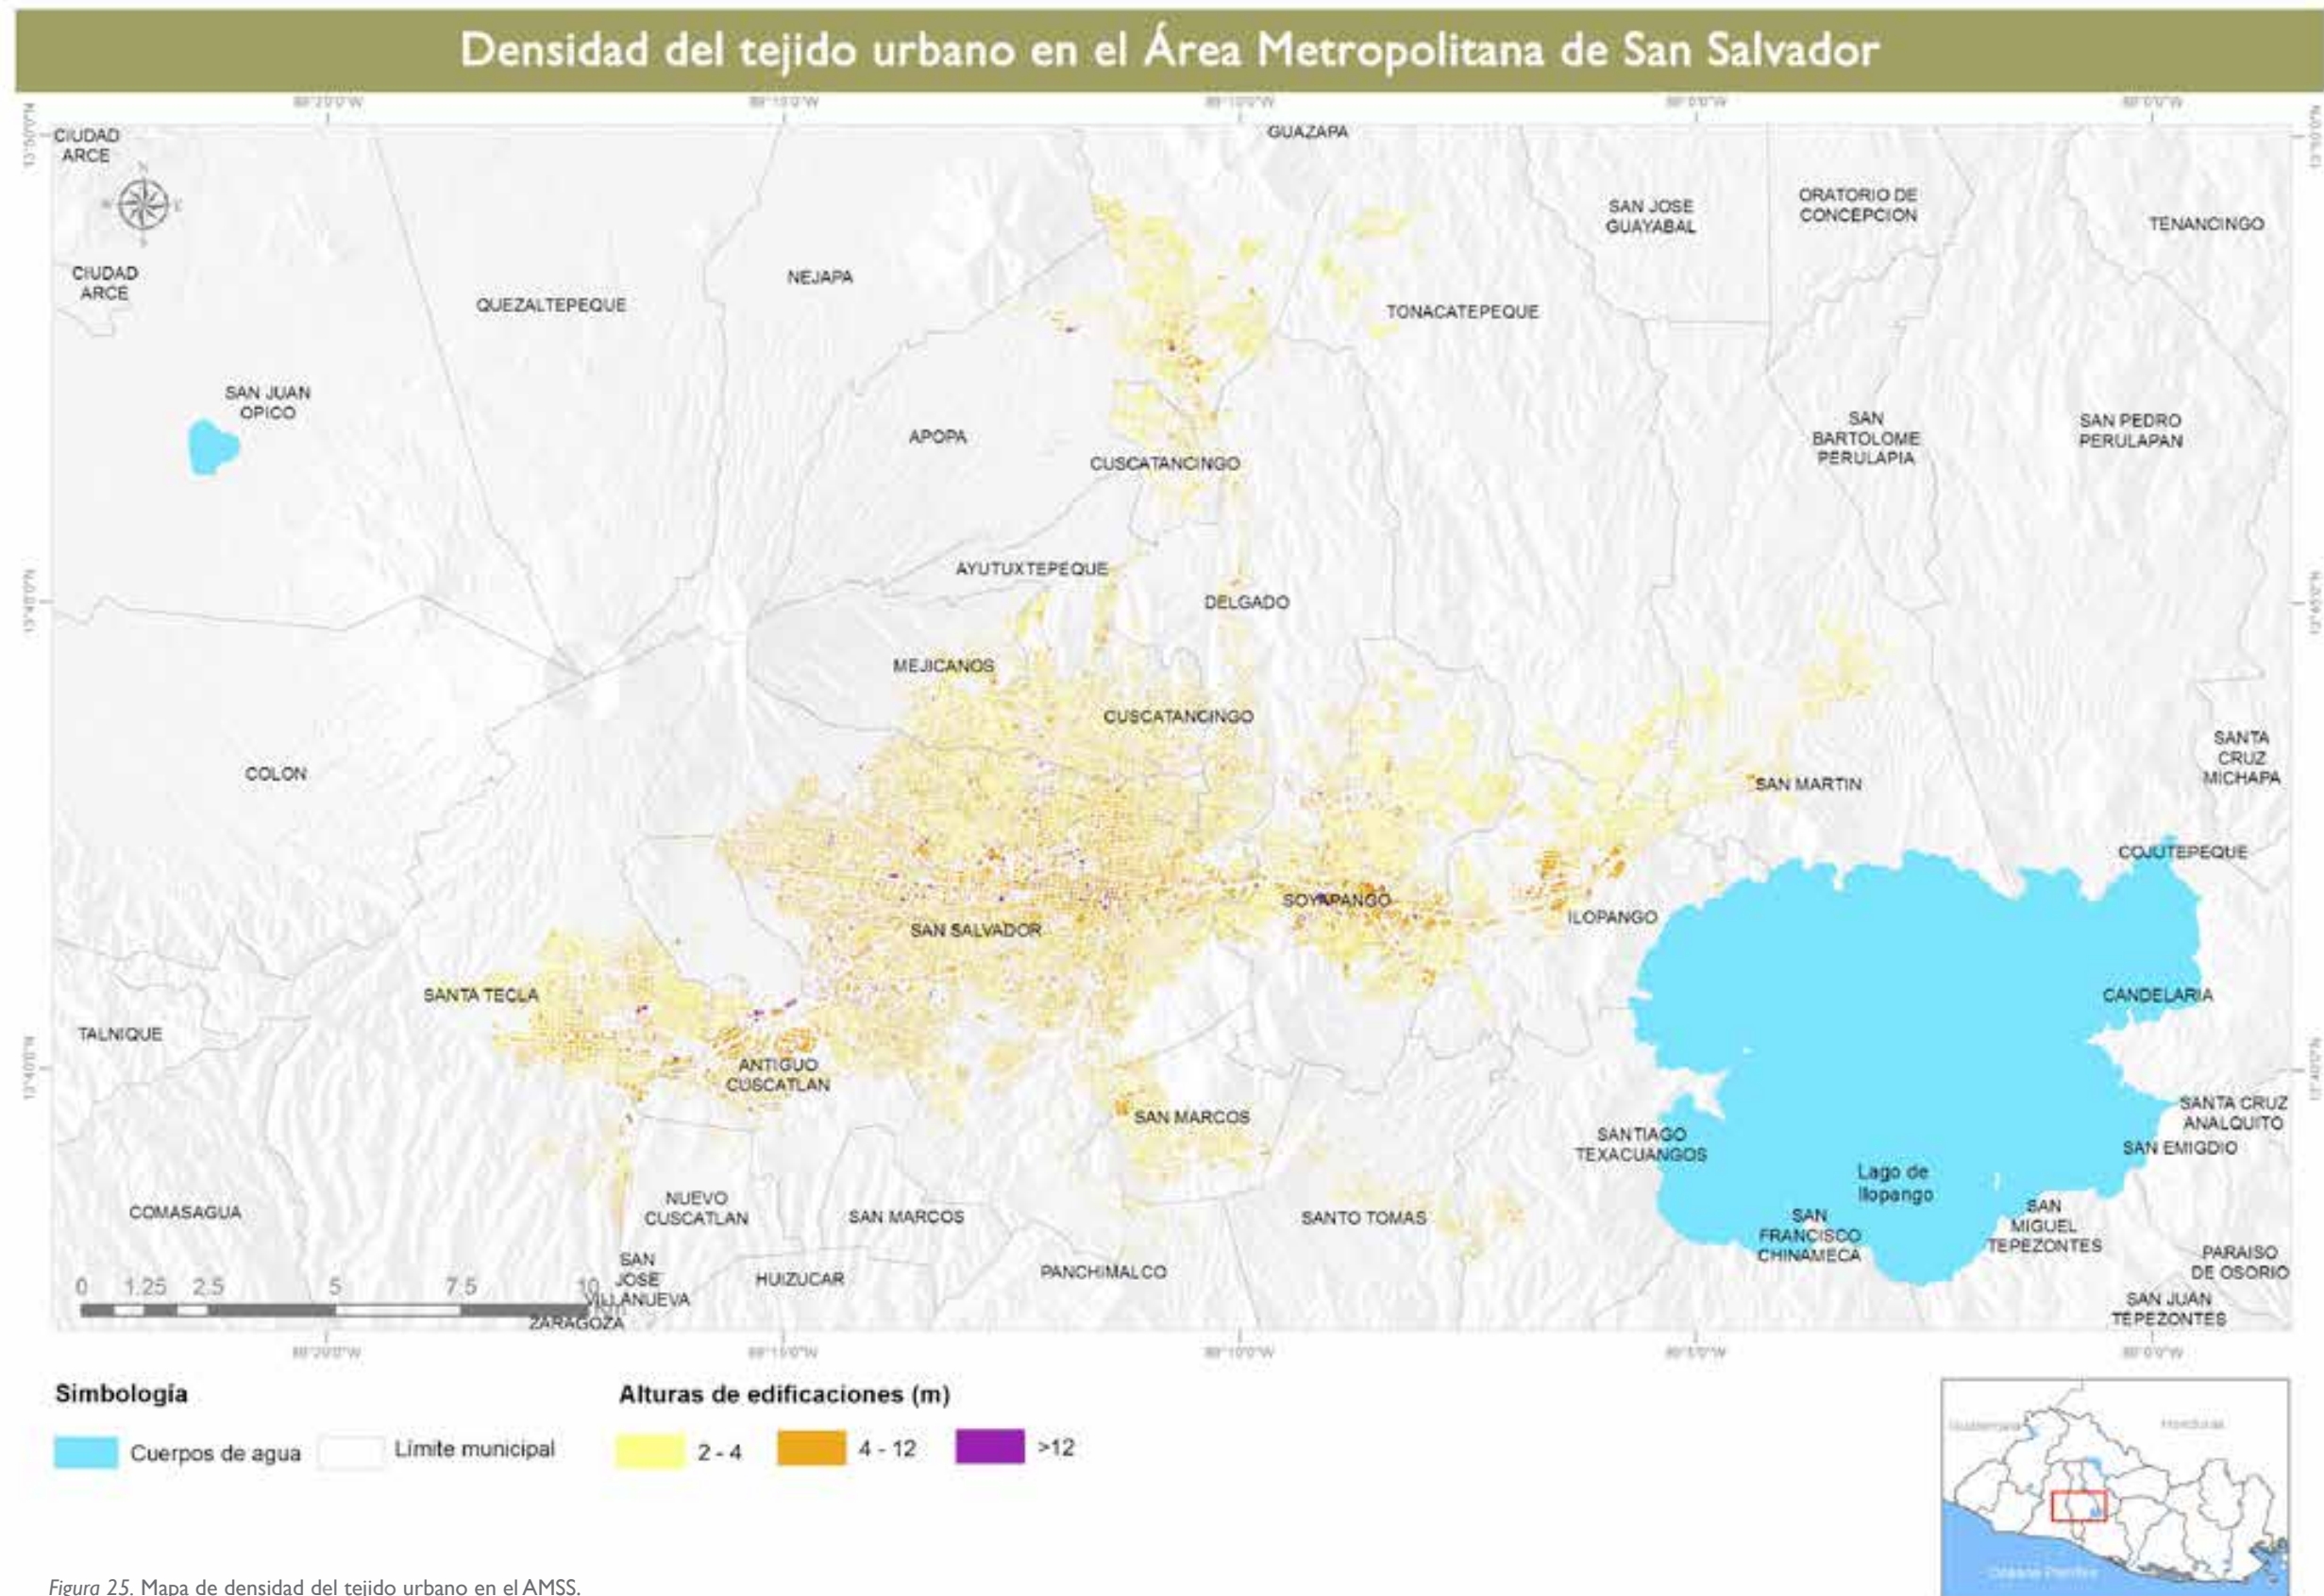 Densidad del tejido urbano en el Área Metropolitana de San Salvador
CIUDAD
ARCE
GUAZAPA
SAN JOSE
GUAYABAL
ORATORIO DE
CONCEPCION
TENANCINGO
CIUDAD
ARCE
QUEZALTEPEQUE
NEJAPA
TONACATEPEQUE
SAN JUAN
OPICO
APOPA
CUSCATANCINGO
SAN
BARTOLOME
PERULAPIA
SAN PEDRO
PERULAPAN
AYUTUXTEPEQUE
DELGADO
MEJICANOS
CUSCATANCINGO
COLON
SAN MARTIN
SANTA
CRUZ
MICHAPA
COJUTEPEQUE
SOYAPANGO
ILOPANGO
SAN SALVADOR
SANTA TECLA
CANDELARIA
TALNIQUE
ANTIGUO
CUSCATLAN
SAN MARCOS
SANTIAGO
TEXACUANGOS
SANTA CRUZ
ANALQUITO
SAN EMIGDIO
Lago de
Ilopango
COMASAGUA
NUEVO
CUSCATLAN
SAN MARCOS
SANTO TOMAS
SAN
FRANCISCO
CHINAMECA
SAN
MIGUEL
TEPEZONTES
PARAISO
DE OSORIO
SAN
JOSE
VILLANUEVA
HUIZUCAR
PANCHIMALCO
SAN JUAN
TEPEZONTES
ZARAGOZA
0 1.25 2.5 5 7.5 10
Simbología
Cuerpos de agua
Límite municipal
Alturas de edificaciones (m)
2 - 4
4 - 12
>12
Guatemala
Honduras
Océano Pacífico
Figura 25. Mapa de densidad del tejido urbano en el AMSS.